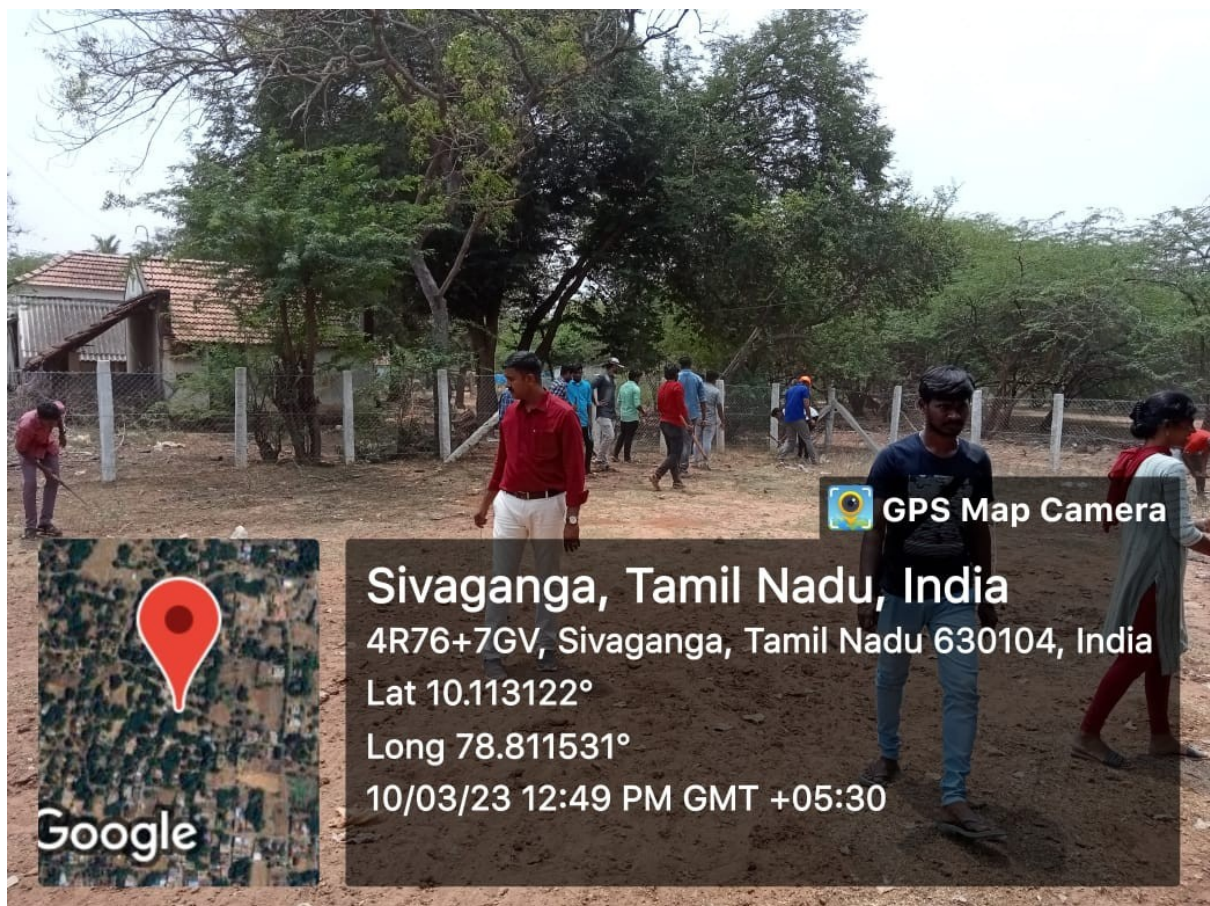 GPS Map Camera
Sivaganga, Tamil Nadu, India
4R76+7GV, Sivaganga, Tamil Nadu 630104, India
Lat 10.113122°
Long 78.811531°
10/03/23 12:49 PM GMT +05:30
Google